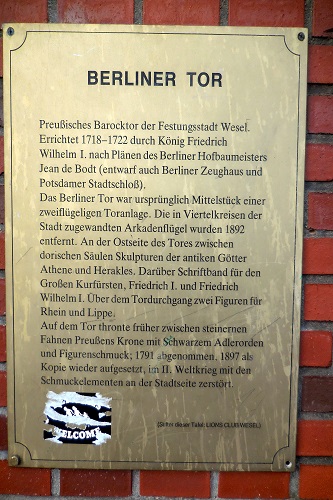 BERLINER TOR
Preußisches Barocktor der Festungsstadt Wesel.
Errichtet 1718–1722 durch König Friedrich
Wilhelm I. nach Plänen des Berliner Hofbaumeisters
Jean de Bodt (entwarf auch Berliner Zeughaus und
Potsdamer Stadtschloß).
Das Berliner Tor war ursprünglich Mittelstück einer
zweiflügeligen Toranlage. Die in Viertelkreisen der
Stadt zugewandten Arkadenflügel wurden 1892
entfernt. An der Ostseite des Tores zwischen
dorischen Säulen Skulpturen der antiken Götter
Athene und Herakles. Darüber Schriftband für den
Großen Kurfürsten, Friedrich I. und Friedrich
Wilhelm I. Über dem Tordurchgang zwei Figuren für
Rhein und Lippe.
Auf dem Tor thronte früher zwischen steinernen
Fahnen Preußens Krone mit Schwarzem Adlerorden
und Figurenschmuck; 1791 abgenommen, 1897 als
Kopie wieder aufgesetzt, im II. Weltkrieg mit den
Schmuckelementen an der Stadtseite zerstört.
WELCOME
(Stifter dieser Tafel: LIONS CLUB WESEL)